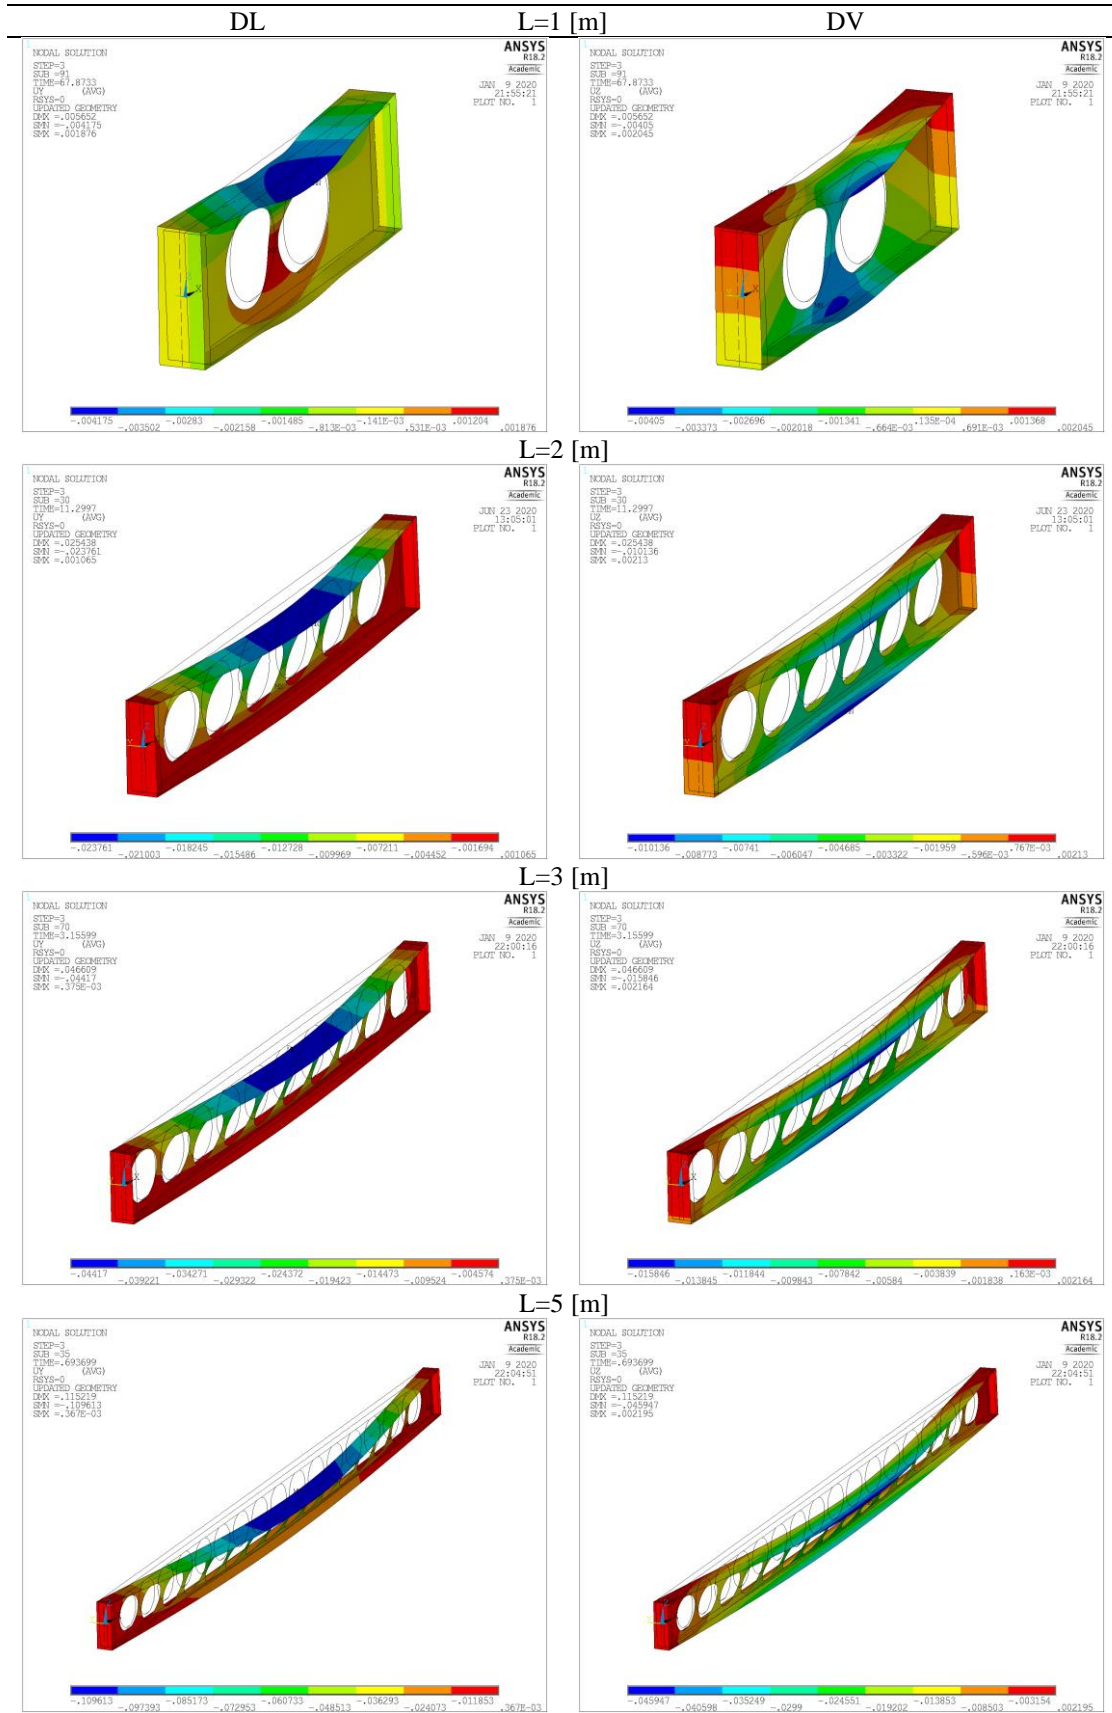 DL L=1 [m] DV
1
NODAL SOLUTION
STEP=3
SUB =91
TIME=67.8733
UY (AVG)
RSYS=0
UPDATED GEOMETRY
DMX =.005652
SMN =-.004175
SMX =.001876
ANSYS
R18.2
Academic
JAN 9 2020
21:55:21
PLOT NO. 1
-.004175 -.00283 -.001485 -.141E-03 .001204
-.003502 -.002158 -.813E-03 .531E-03 .001876
NODAL SOLUTION
STEP=3
SUB =91
TIME=67.8733
UZ (AVG)
RSYS=0
UPDATED GEOMETRY
DMX =.005652
SMN =-.00405
SMX =.002045
ANSYS
R18.2
Academic
JAN 9 2020
21:55:21
PLOT NO. 1
-.00405 -.002696 -.001341 .135E-04 .001368
-.003373 -.002018 -.664E-03 .691E-03 .002045
L=2 [m]
1
NODAL SOLUTION
STEP=3
SUB =30
TIME=11.2997
UY (AVG)
RSYS=0
UPDATED GEOMETRY
DMX =.025438
SMN =-.023761
SMX =.001065
ANSYS
R18.2
Academic
JUN 23 2020
13:05:01
PLOT NO. 1
-.023761 -.018245 -.012728 -.007211 -.001694
-.021003 -.015486 -.009969 -.004452 .001065
NODAL SOLUTION
STEP=3
SUB =30
TIME=11.2997
UZ (AVG)
RSYS=0
UPDATED GEOMETRY
DMX =.025438
SMN =-.010136
SMX =.00213
ANSYS
R18.2
Academic
JUN 23 2020
13:05:01
PLOT NO. 1
-.010136 -.00741 -.004685 -.001959 .767E-03
-.008773 -.006047 -.003322 -.596E-03 .00213
L=3 [m]
1
NODAL SOLUTION
STEP=3
SUB =70
TIME=3.15599
UY (AVG)
RSYS=0
UPDATED GEOMETRY
DMX =.046609
SMN =-.04417
SMX =.375E-03
ANSYS
R18.2
Academic
JAN 9 2020
22:00:16
PLOT NO. 1
-.04417 -.034271 -.024372 -.014473 -.004574
-.039221 -.029322 -.019423 -.009524 .375E-03
1
NODAL SOLUTION
STEP=3
SUB =70
TIME=3.15599
UZ (AVG)
RSYS=0
UPDATED GEOMETRY
DMX =.046609
SMN =-.015846
SMX =.002164
ANSYS
R18.2
Academic
JAN 9 2020
22:00:16
PLOT NO. 1
-.015846 -.011844 -.007842 -.003839 .163E-03
-.013845 -.009843 -.00584 -.001838 .002164
L=5 [m]
1
NODAL SOLUTION
STEP=3
SUB =35
TIME=.693699
UY (AVG)
RSYS=0
UPDATED GEOMETRY
DMX =.115219
SMN =-.109613
SMX =.367E-03
ANSYS
R18.2
Academic
JAN 9 2020
22:04:51
PLOT NO. 1
-.109613 -.085173 -.060733 -.036293 -.011853
-.097393 -.072953 -.048513 -.024073 .367E-03
1
NODAL SOLUTION
STEP=3
SUB =35
TIME=.693699
UZ (AVG)
RSYS=0
UPDATED GEOMETRY
DMX =.115219
SMN =-.045947
SMX =.002195
ANSYS
R18.2
Academic
JAN 9 2020
22:04:51
PLOT NO. 1
-.045947 -.035249 -.024551 -.013853 -.003154
-.040598 -.0299 -.019202 -.008503 .002195